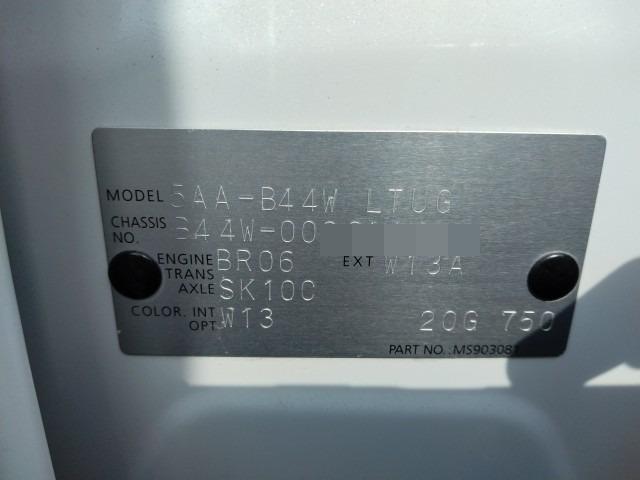 MODEL 5AA-B44W LTUG
CHASSIS NO. B44W-00
ENGINE BR06 EXT W13A
TRANS AXLE SK10C
COLOR. INT W13
OPT. 20G 750
PART NO. : MS903081